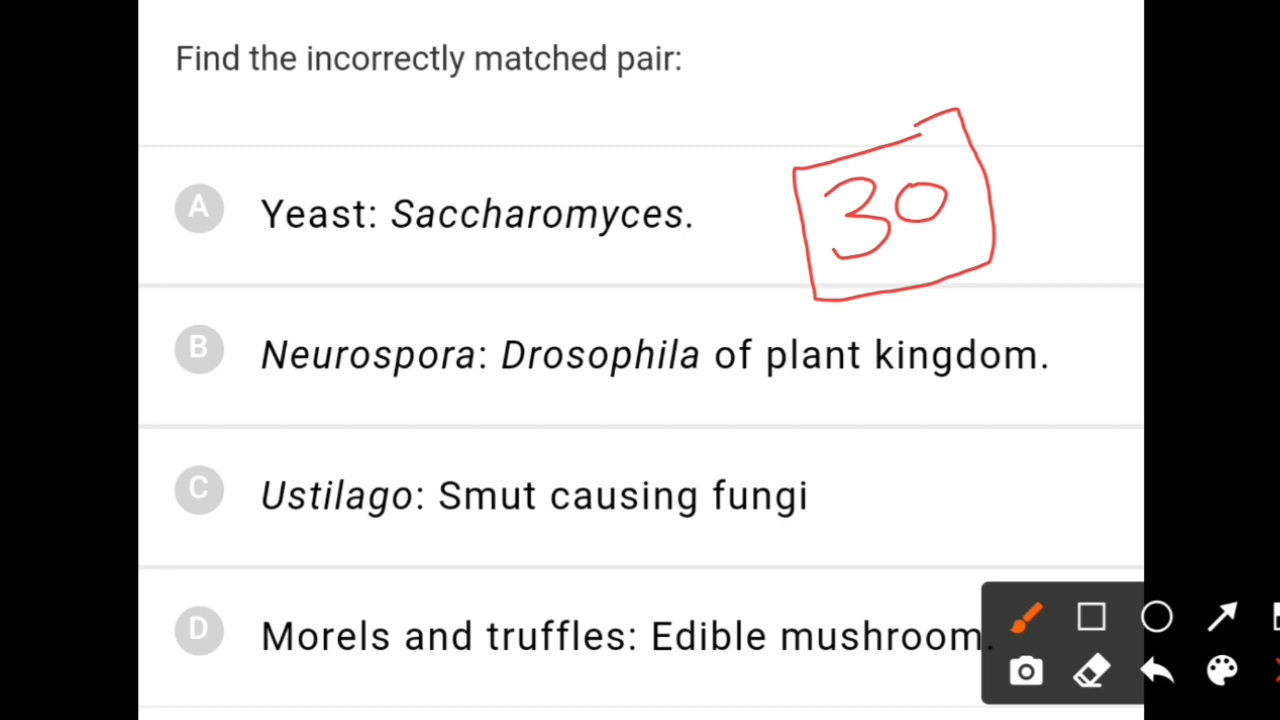 Find the incorrectly matched pair:
30
A Yeast: Saccharomyces.
B Neurospora: Drosophila of plant kingdom.
C Ustilago: Smut causing fungi
D Morels and truffles: Edible mushroom.